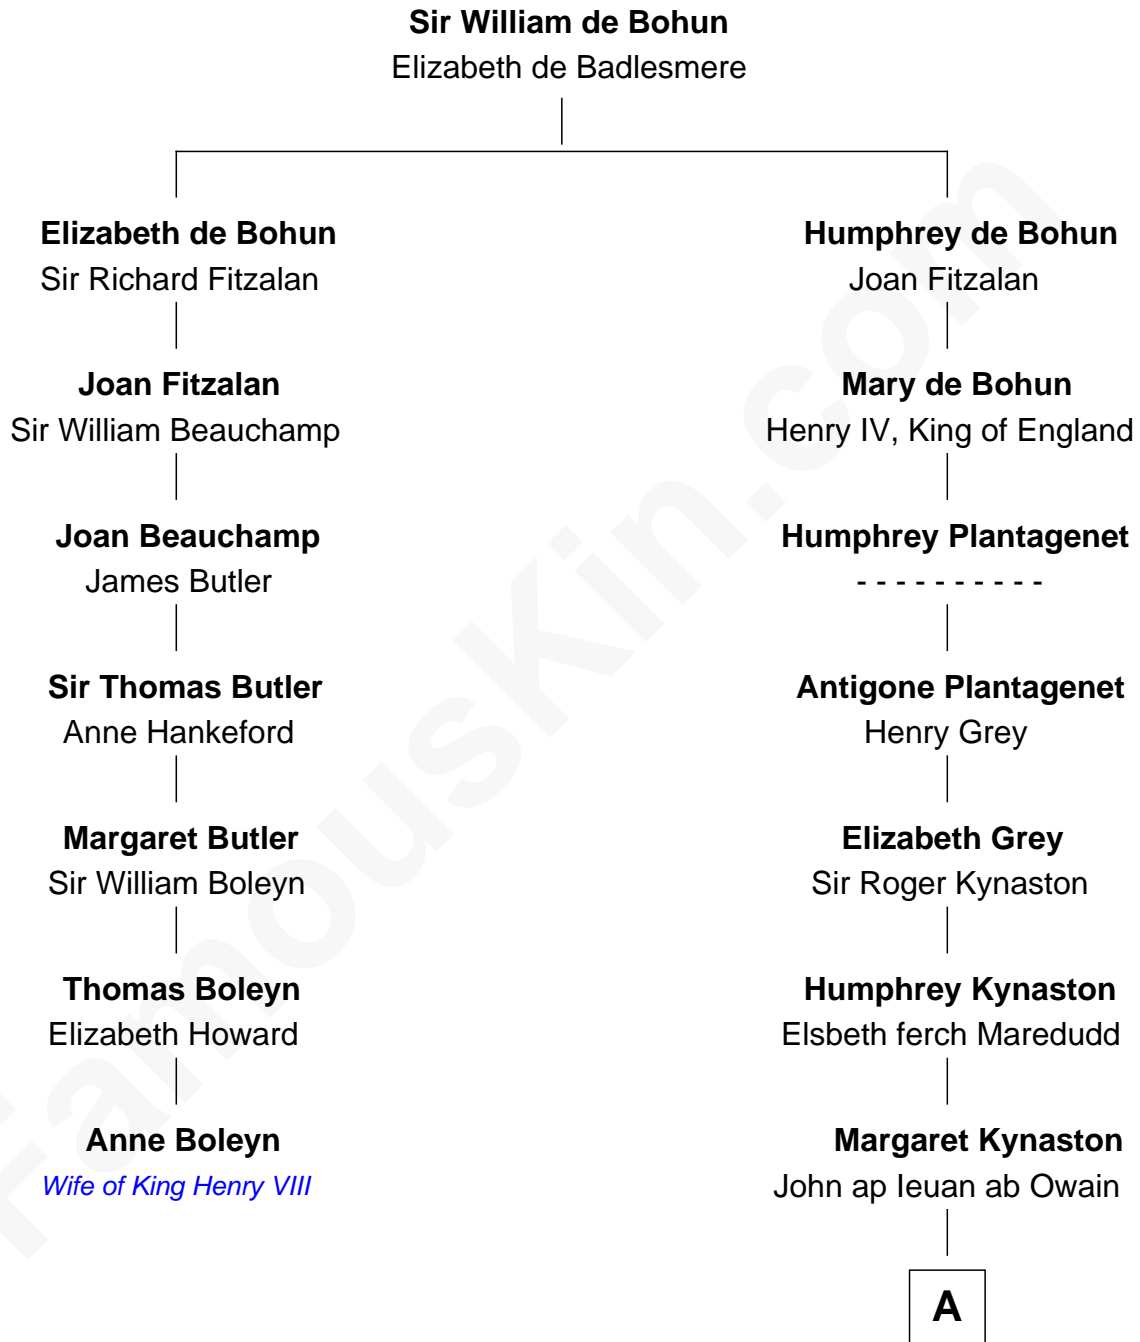 Sir William de Bohun
Elizabeth de Badlesmere
Elizabeth de Bohun
Sir Richard Fitzalan
Joan Fitzalan
Sir William Beauchamp
Joan Beauchamp
James Butler
Sir Thomas Butler
Anne Hankeford
Margaret Butler
Sir William Boleyn
Thomas Boleyn
Elizabeth Howard
Anne Boleyn
Wife of King Henry VIII
Humphrey de Bohun
Joan Fitzalan
Mary de Bohun
Henry IV, King of England
Humphrey Plantagenet
- - - - - - - - - -
Antigone Plantagenet
Henry Grey
Elizabeth Grey
Sir Roger Kynaston
Humphrey Kynaston
Elsbeth ferch Maredudd
Margaret Kynaston
John ap Ieuan ab Owain
A
FamousKin.com